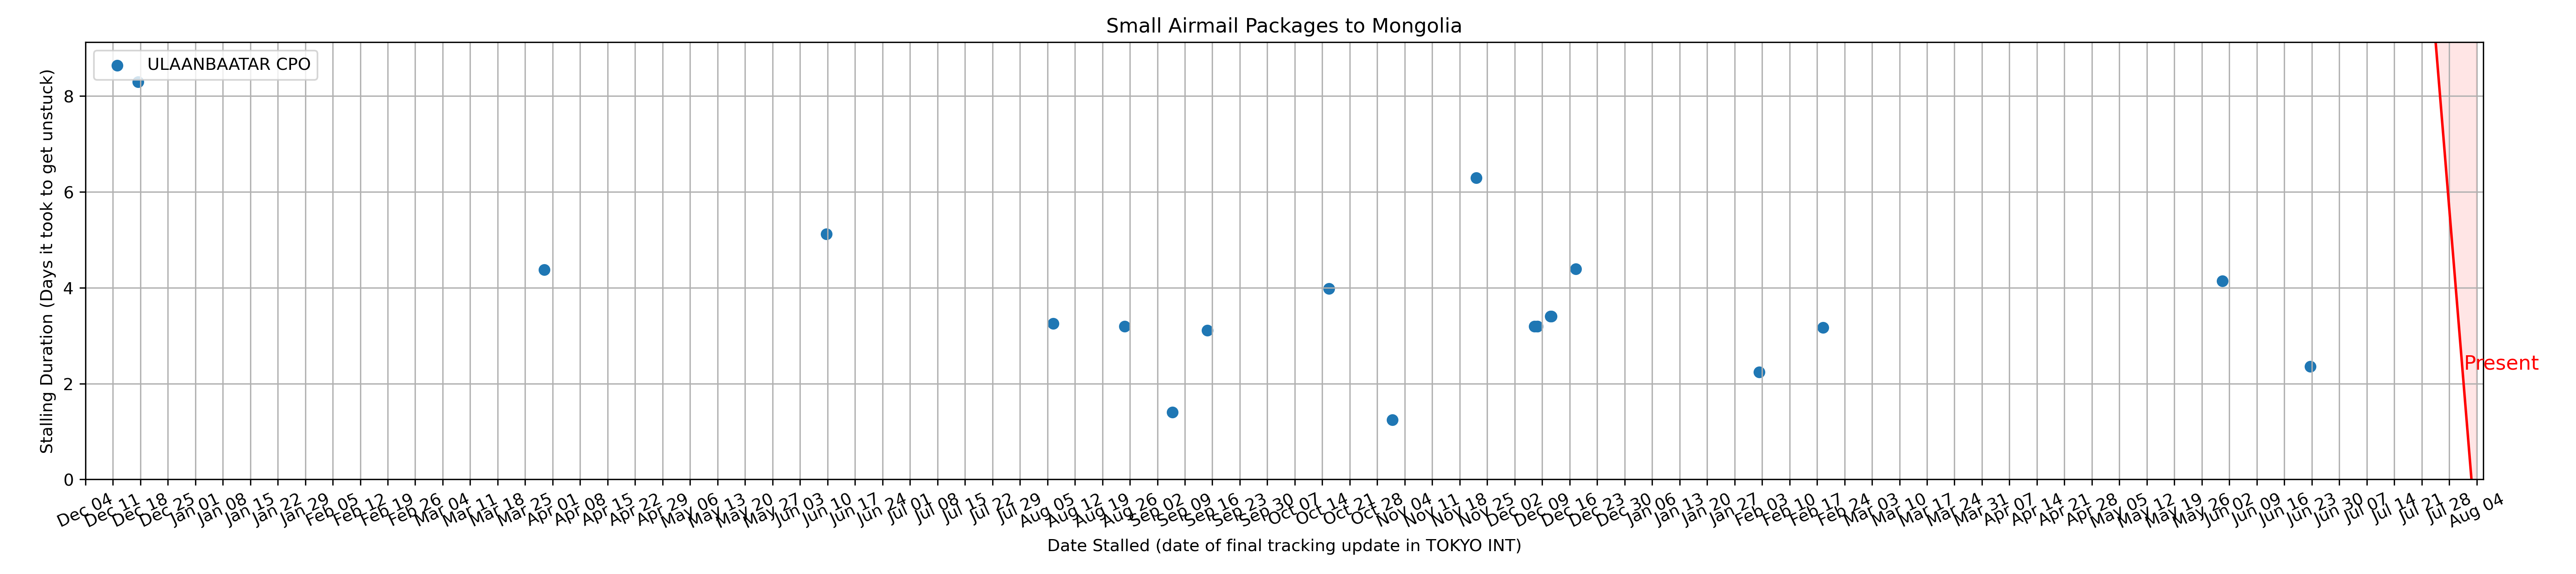 Small Airmail Packages to Mongolia
ULAANBAATAR CPO
Stalling Duration (Days it took to get unstuck)
8
6
4
2
0
Present
Dec 04 Dec 11 Dec 18 Dec 25 Jan 01 Jan 08 Jan 15 Jan 22 Jan 29 Feb 05 Feb 12 Feb 19 Feb 26 Mar 04 Mar 11 Mar 18 Mar 25 Apr 01 Apr 08 Apr 15 Apr 22 Apr 29 May 06 May 13 May 20 May 27 Jun 03 Jun 10 Jun 17 Jun 24 Jul 01 Jul 08 Jul 15 Jul 22 Jul 29 Aug 05 Aug 12 Aug 19 Aug 26 Sep 02 Sep 09 Sep 16 Sep 23 Sep 30 Oct 07 Oct 14 Oct 21 Oct 28 Nov 04 Nov 11 Nov 18 Nov 25 Dec 02 Dec 09 Dec 16 Dec 23 Dec 30 Jan 06 Jan 13 Jan 20 Jan 27 Feb 03 Feb 10 Feb 17 Feb 24 Mar 03 Mar 10 Mar 17 Mar 24 Mar 31 Apr 07 Apr 14 Apr 21 Apr 28 May 05 May 12 May 19 May 26 Jun 02 Jun 09 Jun 16 Jun 23 Jun 30 Jul 07 Jul 14 Jul 21 Jul 28 Aug 04
Date Stalled (date of final tracking update in TOKYO INT)